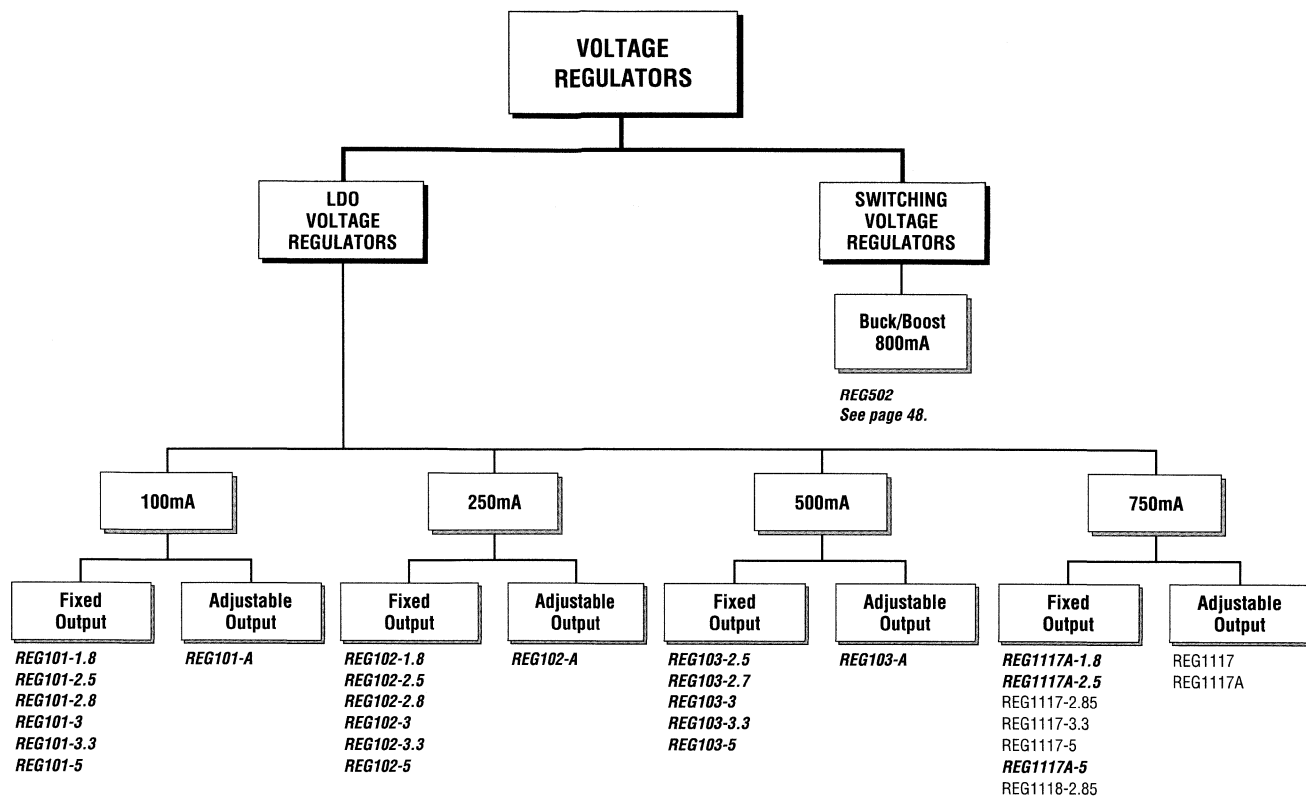 VOLTAGE
REGULATORS
LDO
VOLTAGE
REGULATORS
SWITCHING
VOLTAGE
REGULATORS
Buck/Boost
800mA
REG502
See page 48.
100mA
250mA
500mA
750mA
Fixed
Output
REG101-1.8
REG101-2.5
REG101-2.8
REG101-3
REG101-3.3
REG101-5
Adjustable
Output
REG101-A
Fixed
Output
REG102-1.8
REG102-2.5
REG102-2.8
REG102-3
REG102-3.3
REG102-5
Adjustable
Output
REG102-A
Fixed
Output
REG103-2.5
REG103-2.7
REG103-3
REG103-3.3
REG103-5
Adjustable
Output
REG103-A
Fixed
Output
REG1117A-1.8
REG1117A-2.5
REG1117-2.85
REG1117-3.3
REG1117-5
REG1117A-5
REG1118-2.85
Adjustable
Output
REG1117
REG1117A